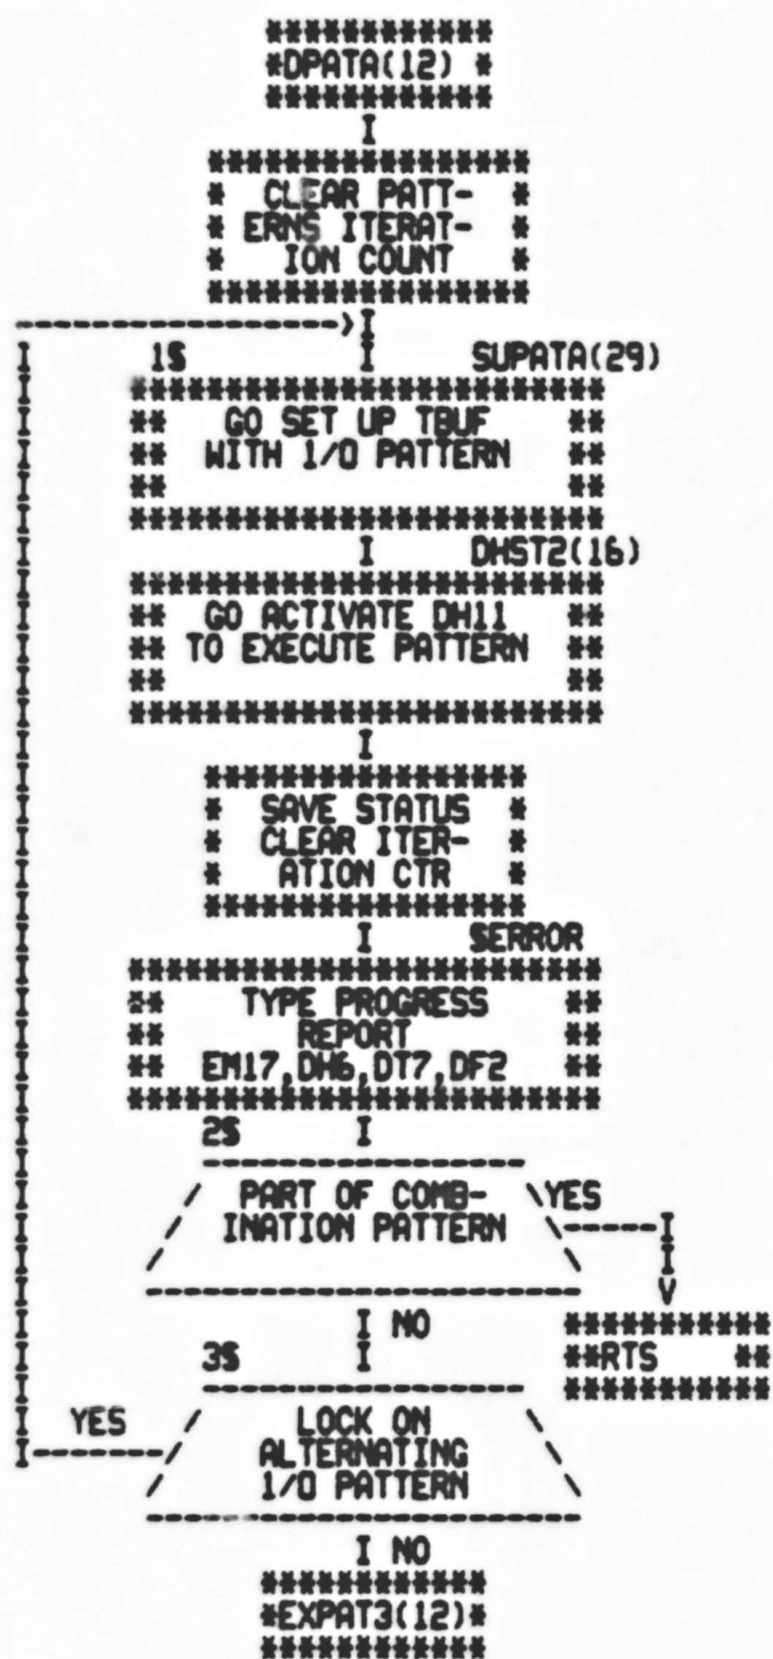 ************
*DPATA(12) *
************
I
*****************
* CLEAR PATT- *
* ERNS ITERAT- *
* ION COUNT *
*****************
----------------->I
I 1$ I SUPATA(29)
*************************
** GO SET UP TBUF **
** WITH 1/0 PATTERN **
** **
*************************
I DHST2(16)
*************************
** GO ACTIVATE DH11 **
** TO EXECUTE PATTERN **
** **
*************************
I
*****************
* SAVE STATUS *
* CLEAR ITER- *
* ATION CTR *
*****************
I $ERROR
*************************
** TYPE PROGRESS **
** REPORT **
** EM17,DH6,DT7,DF2 **
*************************
2$ I
-----------------
/ PART OF COMB- \YES
/ INATION PATTERN \-----I
/ \ I
----------------------- V
I NO ***********
3$ I **RTS **
----------------- ***********
YES / LOCK ON \
I-------/ ALTERNATING \
/ 1/0 PATTERN \
-----------------------
I NO
************
*EXPAT3(12)*
************